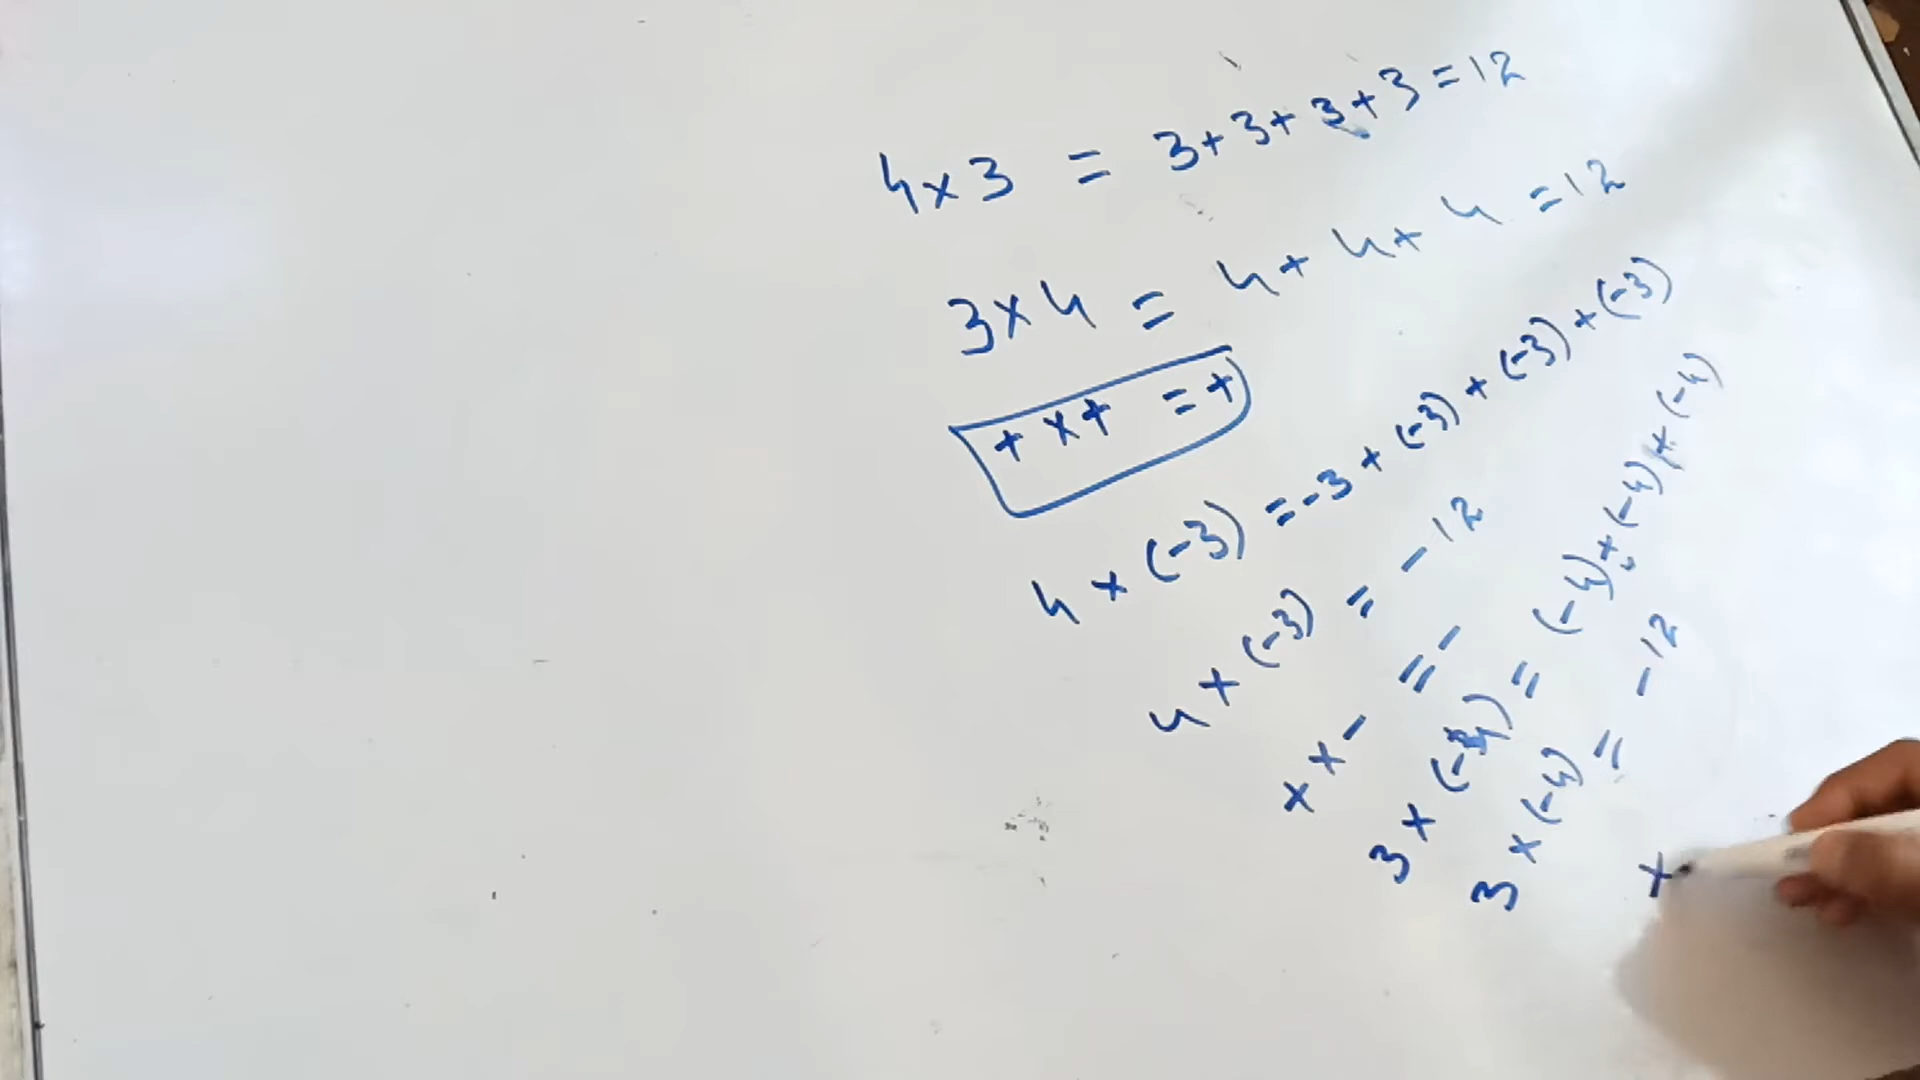 4 x 3 = 3 + 3 + 3 + 3 = 12
3 x 4 = 4 + 4 + 4 = 12
+ x + = +
4 x (-3) = -3 + (-3) + (-3) + (-3)
4 x (-3) = -12
x x - = -
3 x (-4) = (-4) + (-4) + (-4)
3 x (-4) = -12
+